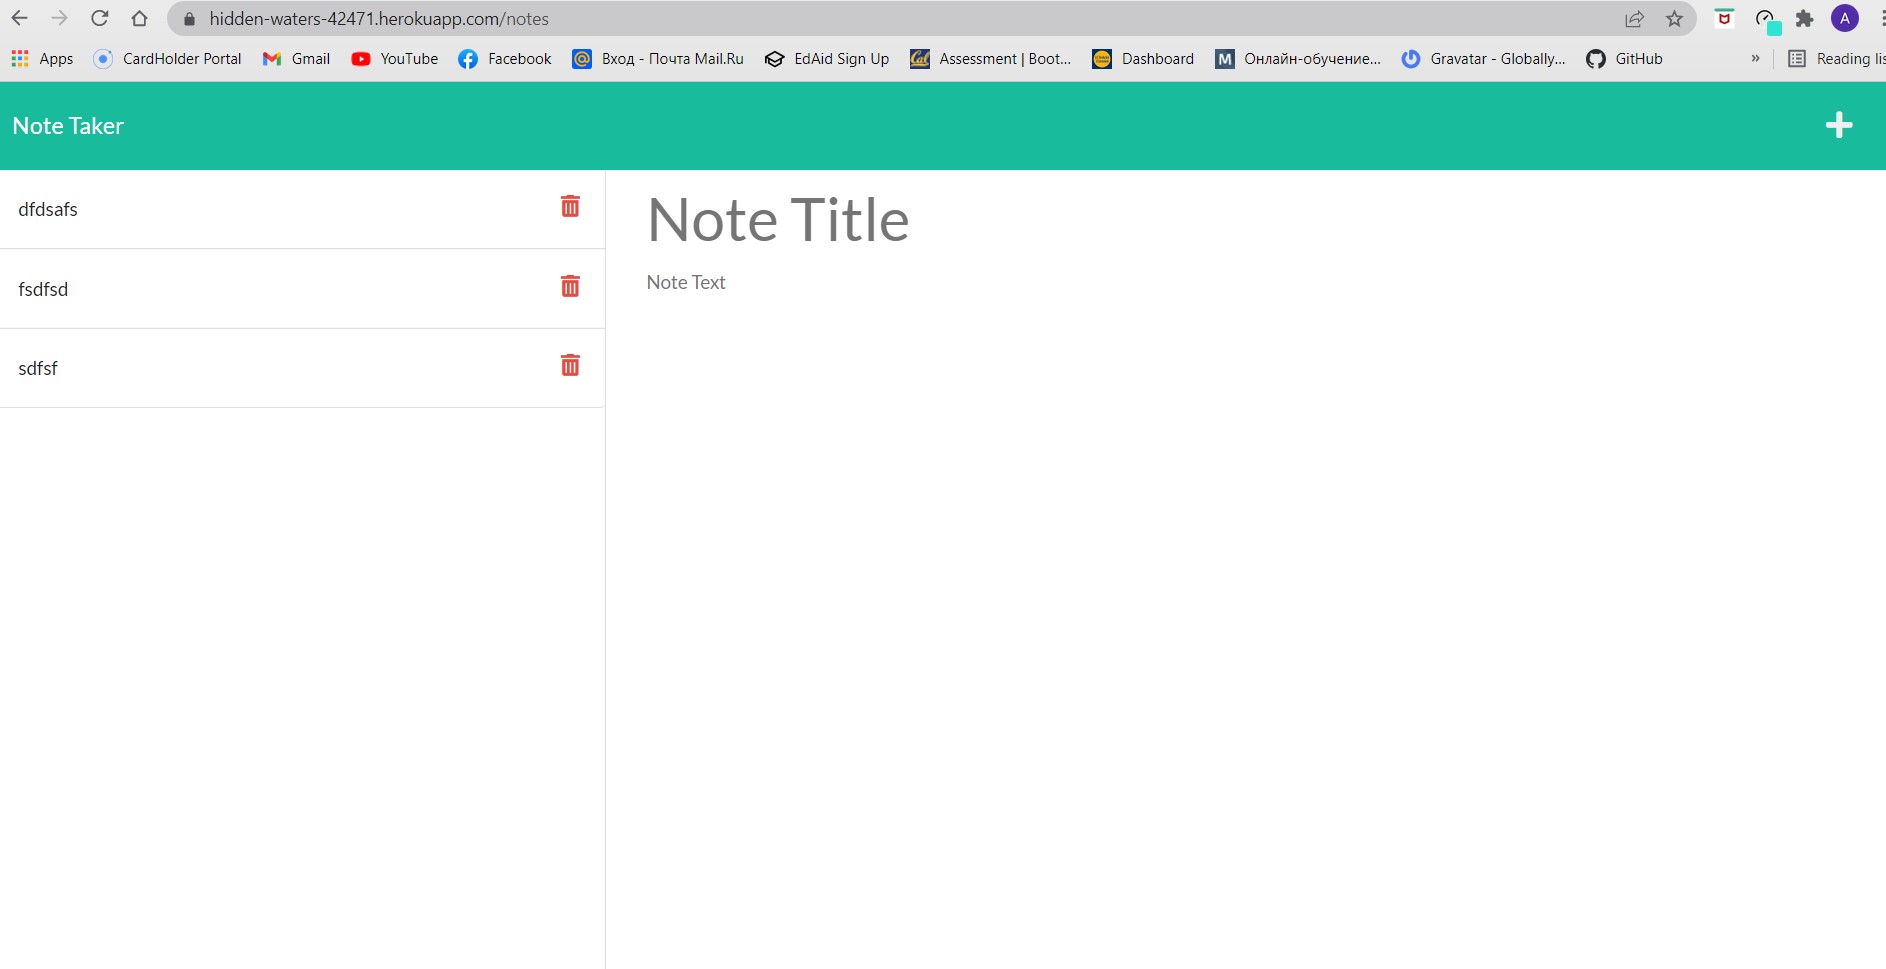 hidden-waters-42471.herokuapp.com/notes
A
Apps CardHolder Portal Gmail YouTube Facebook Вход - Почта Mail.Ru EdAid Sign Up Cal Assessment | Boot... Dashboard M Онлайн-обучение... Gravatar - Globally... GitHub » Reading lis
Note Taker
dfdsafs
fsdfsd
sdfsf
Note Title
Note Text